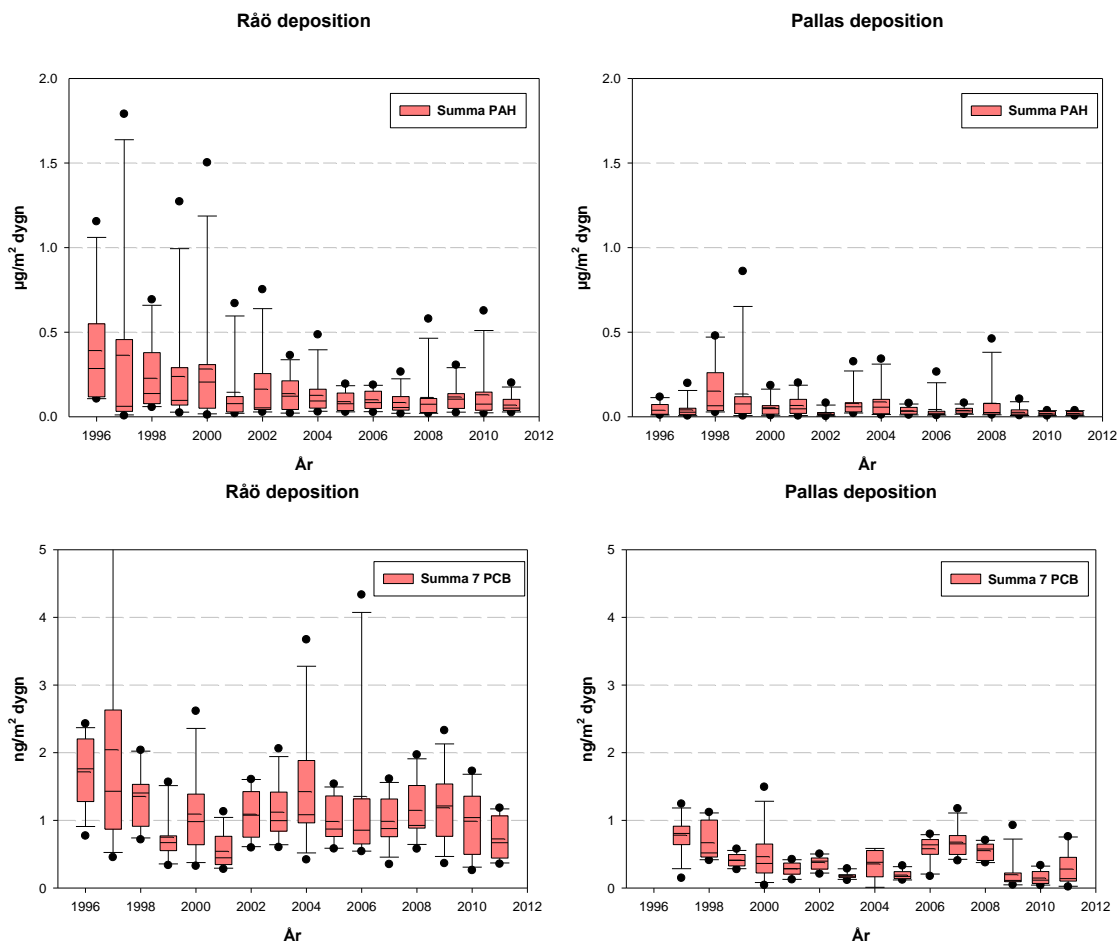 Råö deposition
2.0
1.5
1.0
0.5
0.0
µg/m² dygn
Summa PAH
1996 1998 2000 2002 2004 2006 2008 2010 2012
År
Pallas deposition
2.0
1.5
1.0
0.5
0.0
µg/m² dygn
Summa PAH
1996 1998 2000 2002 2004 2006 2008 2010 2012
År
Råö deposition
5
4
3
2
1
0
ng/m² dygn
Summa 7 PCB
1996 1998 2000 2002 2004 2006 2008 2010 2012
År
Pallas deposition
5
4
3
2
1
0
ng/m² dygn
Summa 7 PCB
1996 1998 2000 2002 2004 2006 2008 2010 2012
År